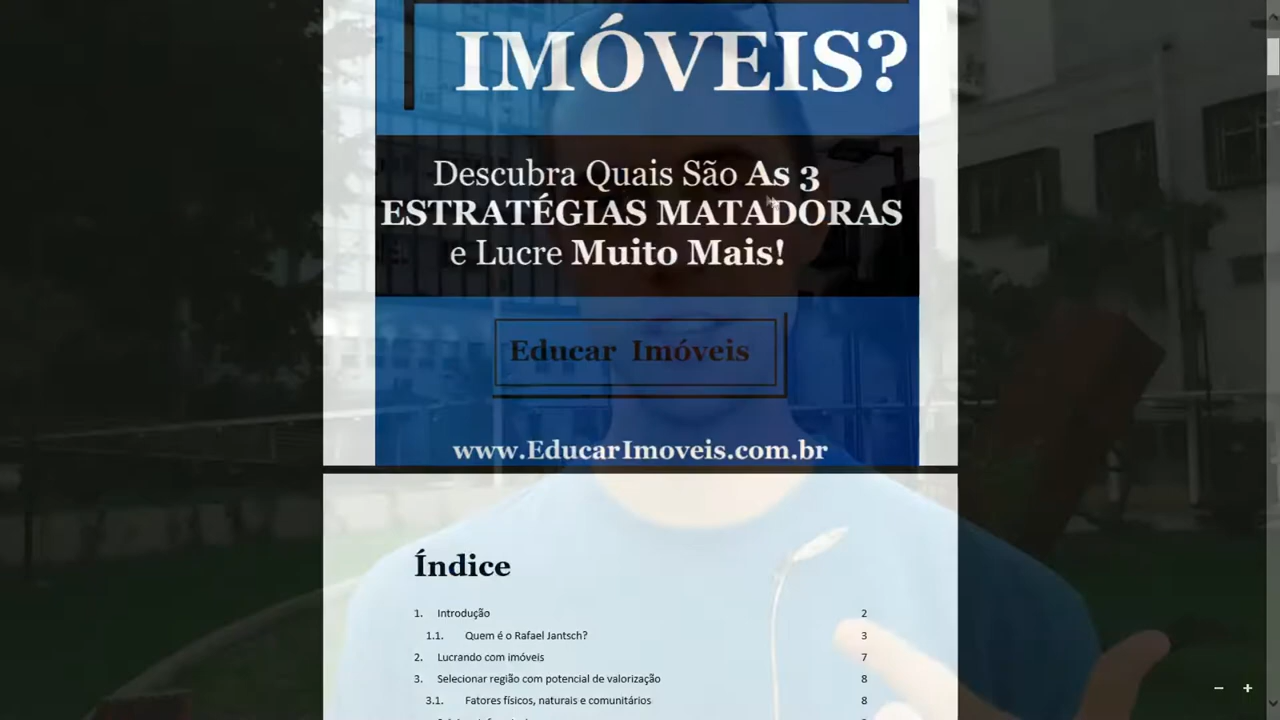 IMÓVEIS?
Descubra Quais São As 3
ESTRATÉGIAS MATADORAS
e Lucre Muito Mais!
Educar Imóveis
www.EducarImoveis.com.br
Índice
1. Introdução 2
1.1. Quem é o Rafael Jantsch? 3
2. Lucrando com imóveis 7
3. Selecionar região com potencial de valorização 8
3.1. Fatores físicos, naturais e comunitários 8